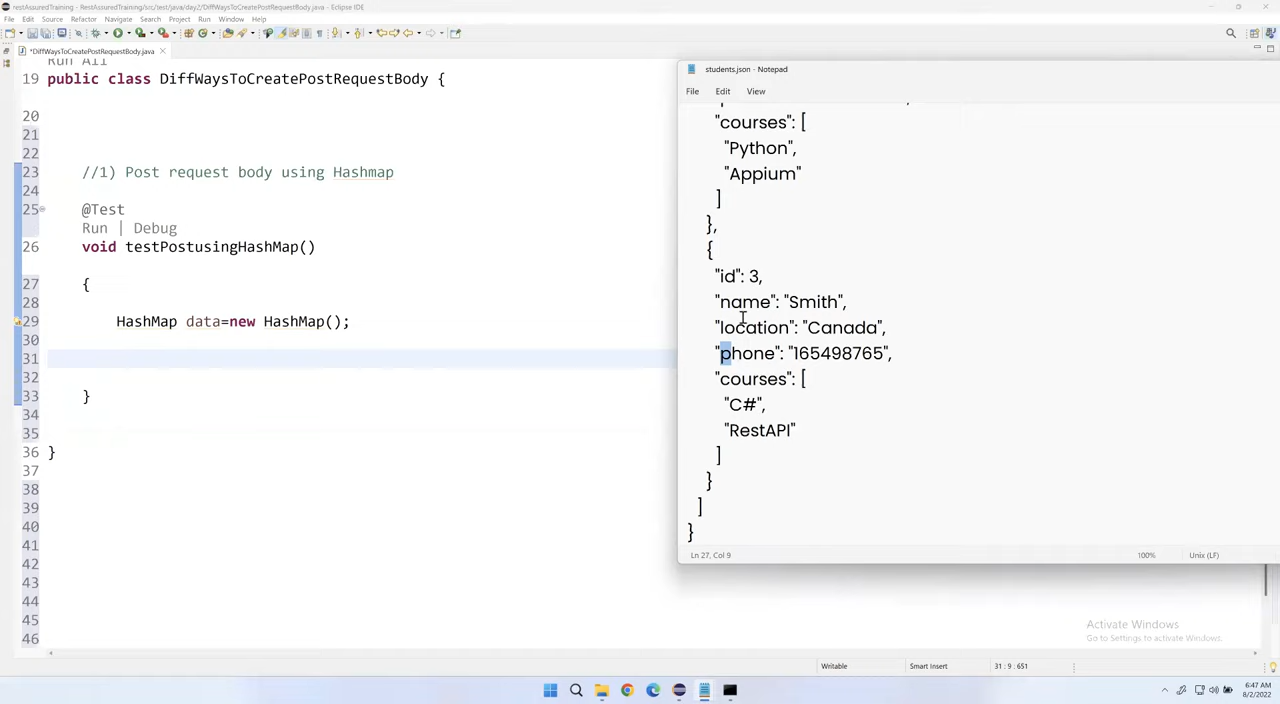 restAssuredTraining - RestAssuredTraining/src/test/java/day2/DiffWaysToCreatePostRequestBody.java - Eclipse IDE
File Edit Source Refactor Navigate Search Project Run Window Help
*DiffWaysToCreatePostRequestBody.java
Run All
19 public class DiffWaysToCreatePostRequestBody {
20
21
22
23 //1) Post request body using Hashmap
24
25 @Test
Run | Debug
26 void testPostusingHashMap()
27 {
28
29 HashMap data=new HashMap();
30
31
32
33 }
34
35
36 }
37
38
39
40
41
42
43
44
45
46
Writable Smart Insert 31 : 9 : 651
students.json - Notepad
File Edit View
"courses": [
"Python",
"Appium"
]
},
{
"id": 3,
"name": "Smith",
"location": "Canada",
"phone": "165498765",
"courses": [
"C#",
"RestAPI"
]
}
]
}
Ln 27, Col 9 100% Unix (LF)
Activate Windows
Go to Settings to activate Windows.
6:47 AM
8/2/2022